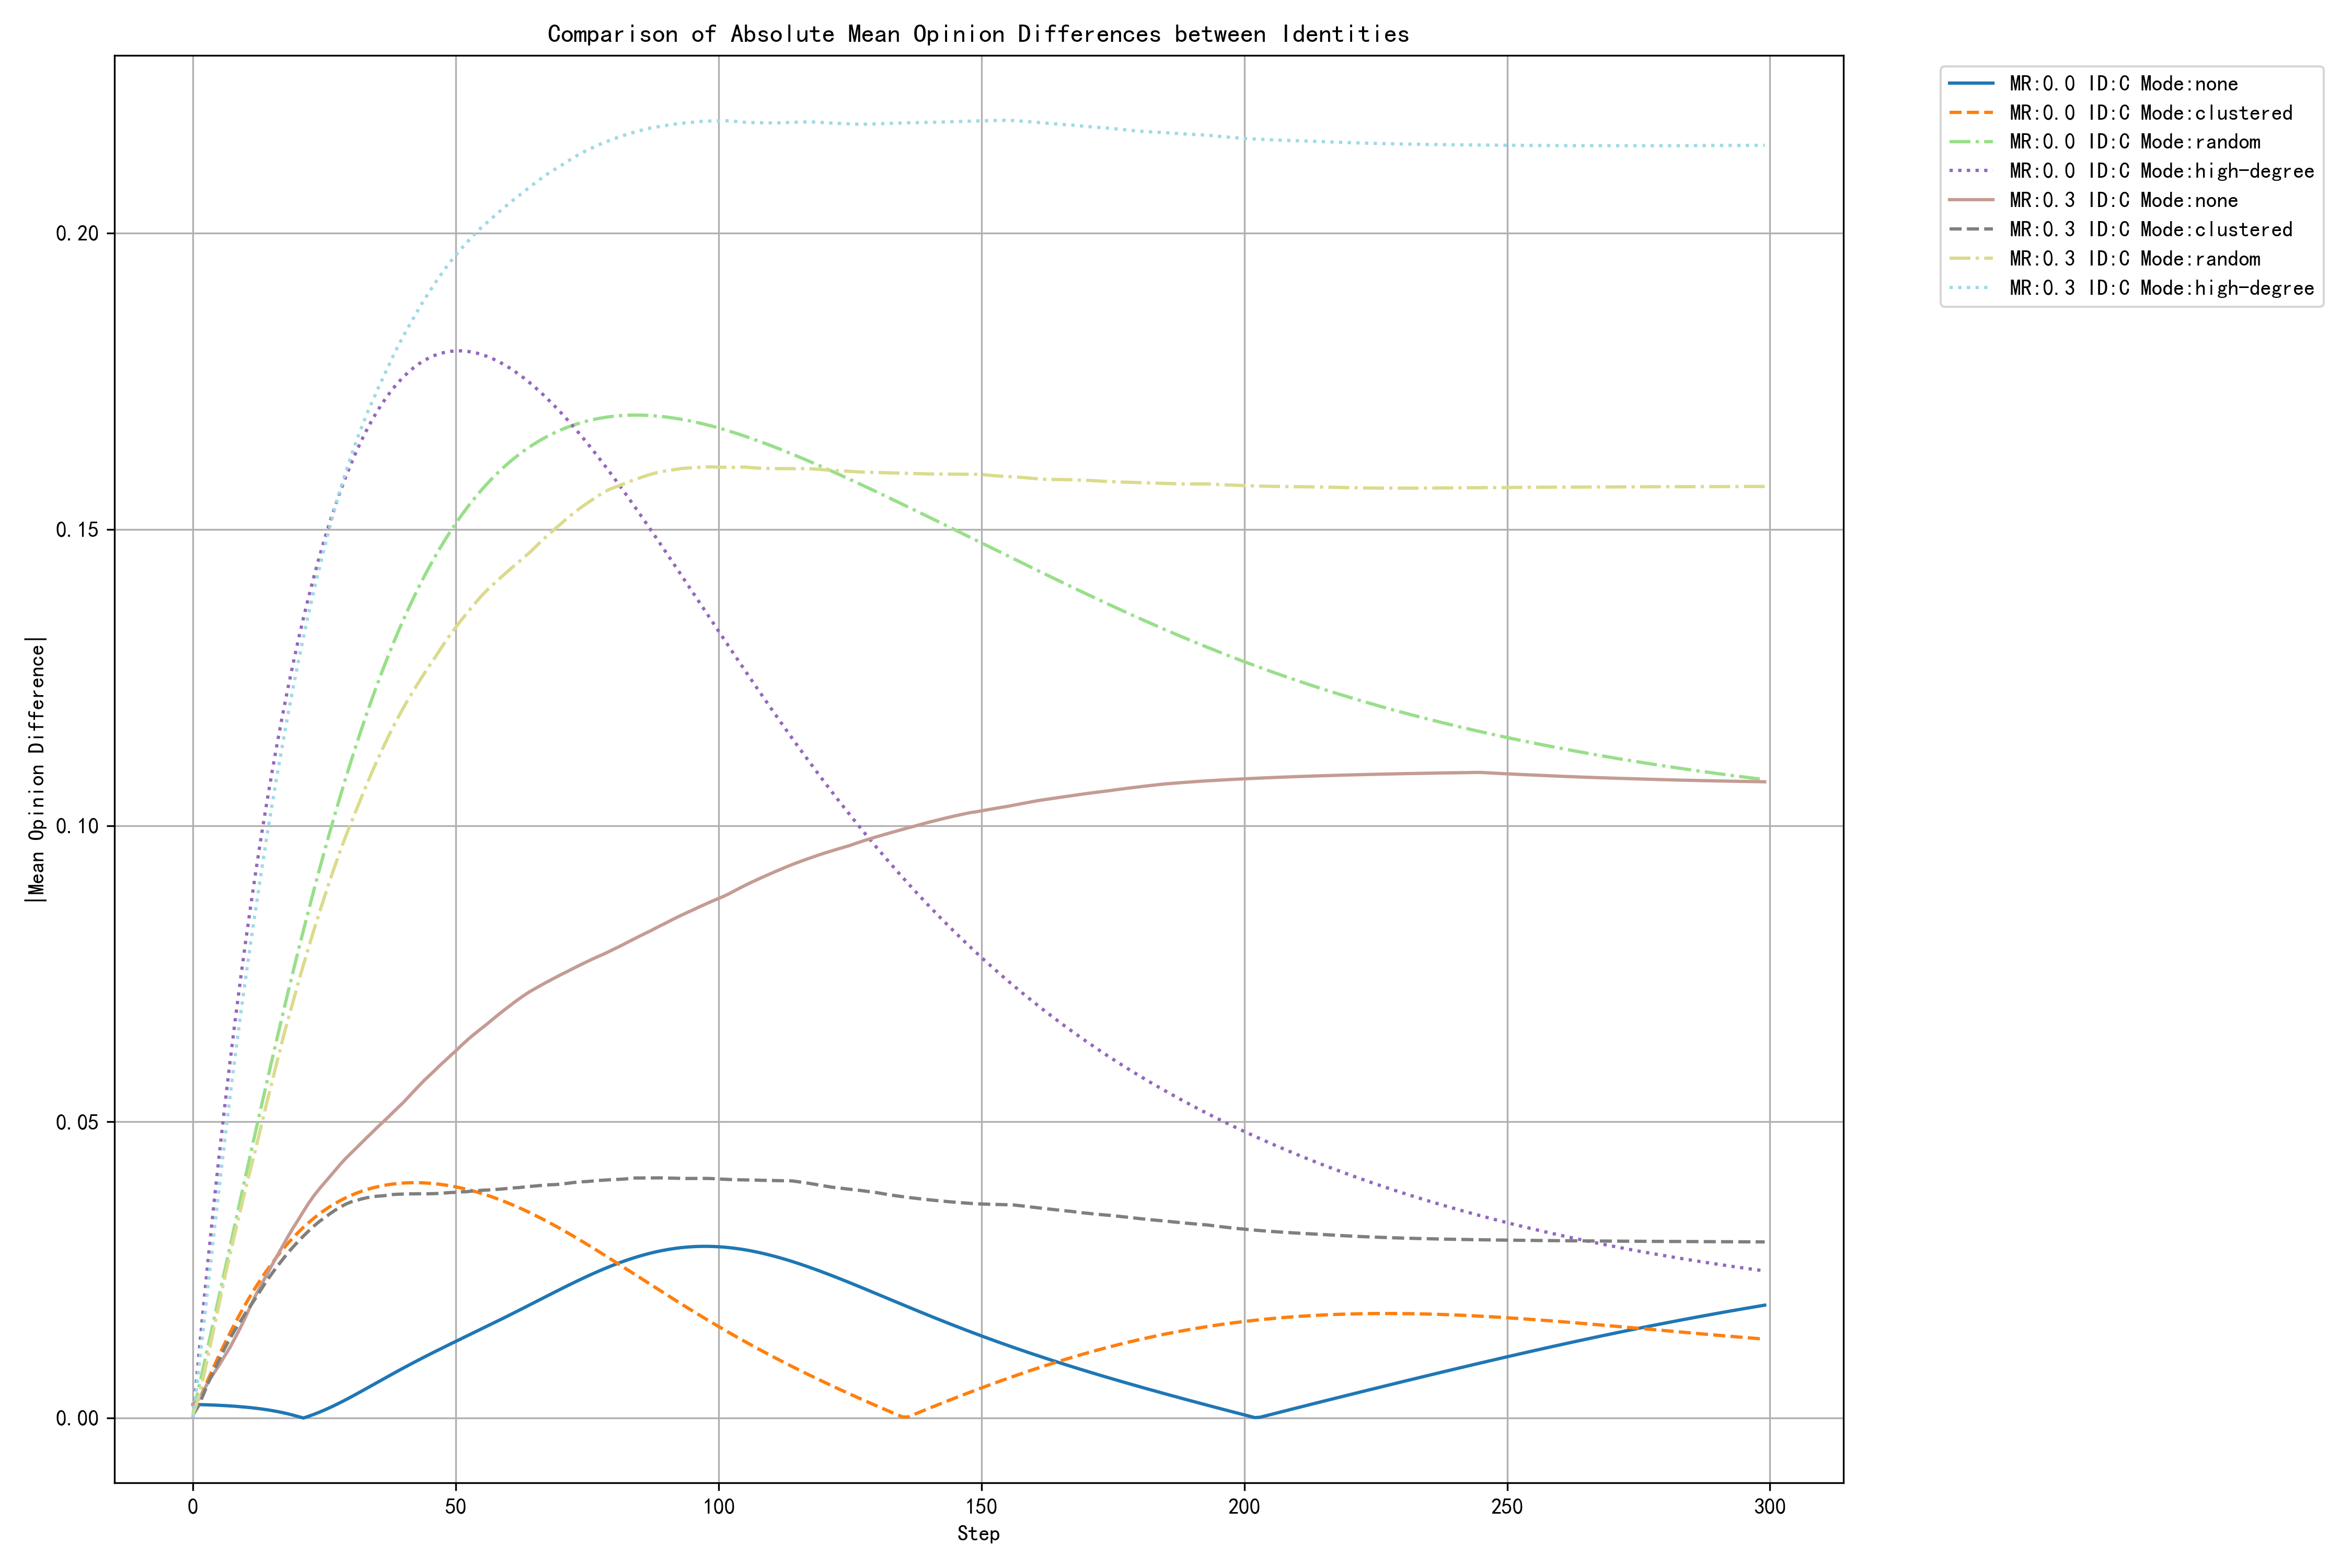 Comparison of Absolute Mean Opinion Differences between Identities
MR:0.0 ID:C Mode:none
MR:0.0 ID:C Mode:clustered
MR:0.0 ID:C Mode:random
MR:0.0 ID:C Mode:high-degree
MR:0.3 ID:C Mode:none
MR:0.3 ID:C Mode:clustered
MR:0.3 ID:C Mode:random
MR:0.3 ID:C Mode:high-degree
|Mean Opinion Difference|
0.20
0.15
0.10
0.05
0.00
0 50 100 150 200 250 300
Step